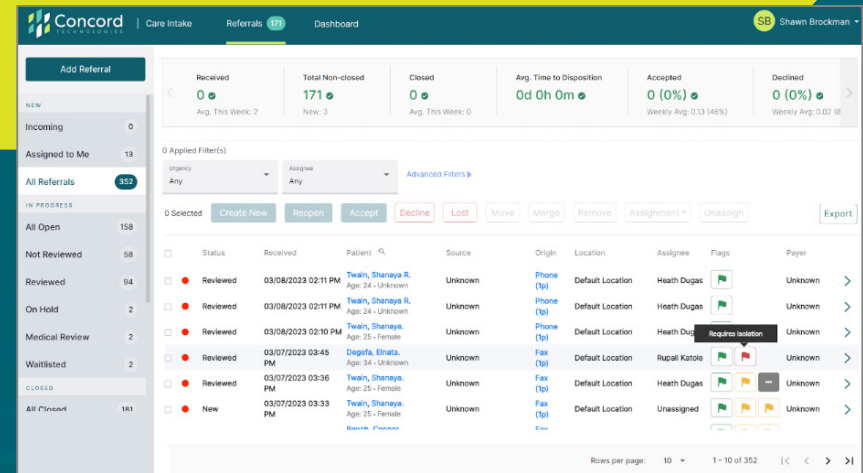 Concord
TECHNOLOGIES
Care Intake
Referrals 171
Dashboard
SB Shawn Brockman
Add Referral
NEW
Incoming 0
Assigned to Me 13
All Referrals 352
IN PROGRESS
All Open 158
Not Reviewed 58
Reviewed 94
On Hold 2
Medical Review 2
Waitlisted 2
CLOSED
All Closed 181
Received
0
Avg. This Week: 2
Total Non-closed
171
New: 3
Closed
0
Avg. This Week: 0
Avg. Time to Disposition
0d 0h 0m
Accepted
0 (0%)
Weekly Avg: 0.13 (46%)
Declined
0 (0%)
Weekly Avg: 0.02 (8
0 Applied Filter(s)
Urgency
Any
Assignee
Any
Advanced Filters
0 Selected Create New Reopen Accept Decline Lost Move Merge Remove Assignment Unassign Export
Status Received Patient Source Origin Location Assignee Flags Payer
Reviewed 03/08/2023 02:11 PM Twain, Shanaya R. Unknown Phone Default Location Heath Dugas Unknown
Age: 24 - Unknown (1p)
Reviewed 03/08/2023 02:11 PM Twain, Shanaya R. Unknown Phone Default Location Heath Dugas Unknown
Age: 24 - Unknown (1p)
Reviewed 03/08/2023 02:10 PM Twain, Shanaya. Unknown Phone Default Location Heath Dug Unknown
Age: 25 - Female (1p)
Requires Isolation
Reviewed 03/07/2023 03:45 PM Degefa, Elnata. Unknown Fax Default Location Rupali Katole Unknown
Age: 34 - Unknown (1p)
Reviewed 03/07/2023 03:36 PM Twain, Shanaya. Unknown Fax Default Location Heath Dugas Unknown
Age: 25 - Female (1p)
New 03/07/2023 03:33 PM Twain, Shanaya. Unknown Fax Default Location Unassigned Unknown
Age: 25 - Female (1p)
Rows per page: 10 1–10 of 352